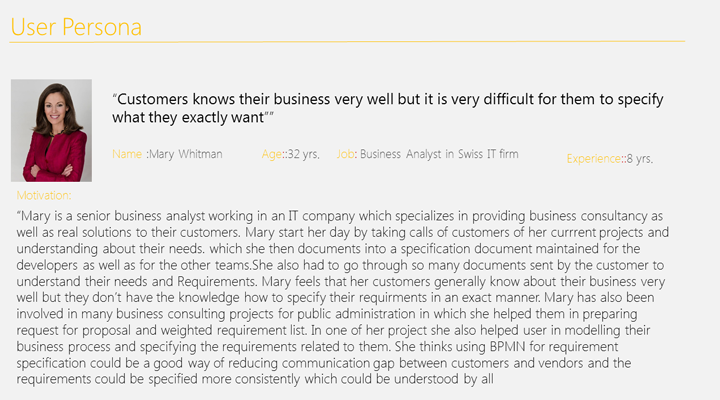 User Persona
“Customers knows their business very well but it is very difficult for them to specify
what they exactly want””
Name :Mary Whitman Age::32 yrs. Job: Business Analyst in Swiss IT firm Experience::8 yrs.
Motivation:
“Mary is a senior business analyst working in an IT company which specializes in providing business consultancy as
well as real solutions to their customers. Mary start her day by taking calls of customers of her currrent projects and
understanding about their needs. which she then documents into a specification document maintained for the
developers as well as for the other teams.She also had to go through so many documents sent by the customer to
understand their needs and Requirements. Mary feels that her customers generally know about their business very
well but they don’t have the knowledge how to specify their requirments in an exact manner. Mary has also been
involved in many business consulting projects for public administration in which she helped them in preparing
request for proposal and weighted requirement list. In one of her project she also helped user in modelling their
business process and specifying the requirements related to them. She thinks using BPMN for requirement
specification could be a good way of reducing communication gap between customers and vendors and the
requirements could be specified more consistently which could be understood by all